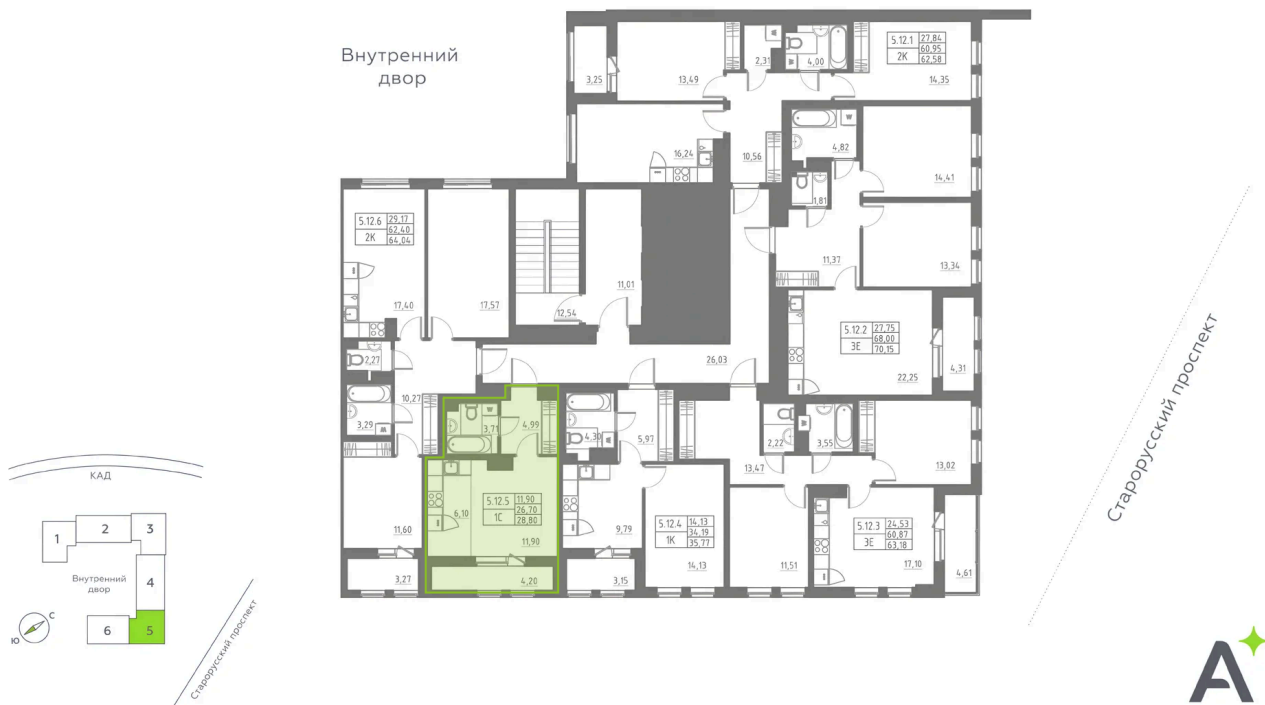 Внутренний
двор
3,25
13,49
2,31
4,00
5.12.1 27,84
2К 60,95
62,58
14,35
16,24
10,56
4,82
14,41
1,81
5.12.6 29,17
2К 62,40
64,04
11,37
13,34
17,40
17,57
12,54
11,01
26,03
5.12.2 27,75
3Е 68,00
70,15
22,25
4,31
2,27
10,27
3,29
3,71
4,99
4,30
5,97
2,22
3,55
13,47
13,02
11,60
6,10
5.12.5 11,90
1С 26,70
28,80
11,90
9,79
5.12.4 14,13
1К 34,19
35,77
14,13
11,51
5.12.3 24,53
3Е 60,87
63,18
17,10
3,27
4,20
3,15
4,61
Старорусский проспект
КАД
1
2
3
4
Внутренний
двор
5
6
С
Ю
Старорусский проспект
W
W
W
W
W
W
W